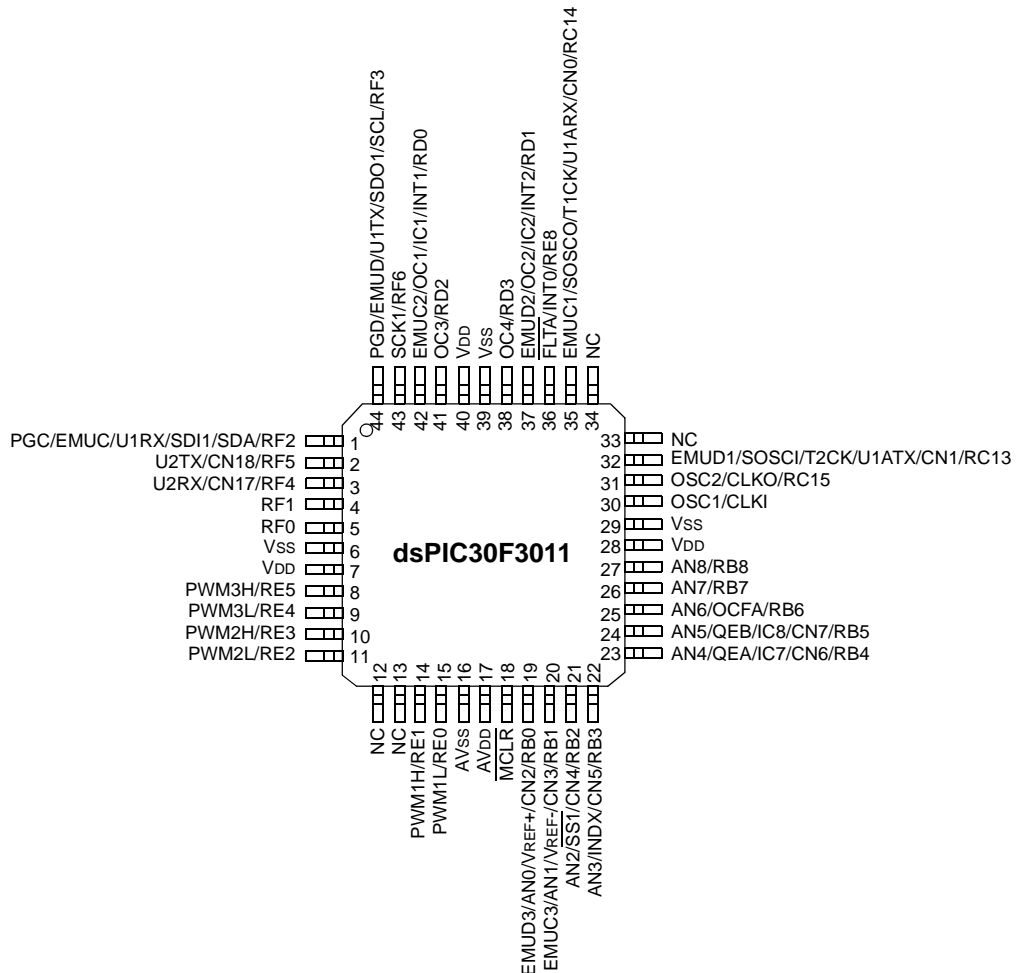 PGD/EMUD/U1TX/SDO1/SCL/RF3
SCK1/RF6
EMUC2/OC1/IC1/INT1/RD0
OC3/RD2
VDD
VSS
OC4/RD3
EMUD2/OC2/IC2/INT2/RD1
FLTA/INT0/RE8
EMUC1/SOSCO/T1CK/U1ARX/CN0/RC14
NC
44
43
42
41
40
39
38
37
36
35
34
PGC/EMUC/U1RX/SDI1/SDA/RF2 1
U2TX/CN18/RF5 2
U2RX/CN17/RF4 3
RF1 4
RF0 5
VSS 6
VDD 7
PWM3H/RE5 8
PWM3L/RE4 9
PWM2H/RE3 10
PWM2L/RE2 11
dsPIC30F3011
33 NC
32 EMUD1/SOSCI/T2CK/U1ATX/CN1/RC13
31 OSC2/CLKO/RC15
30 OSC1/CLKI
29 VSS
28 VDD
27 AN8/RB8
26 AN7/RB7
25 AN6/OCFA/RB6
24 AN5/QEB/IC8/CN7/RB5
23 AN4/QEA/IC7/CN6/RB4
12
13
14
15
16
17
18
19
20
21
22
NC
NC
PWM1H/RE1
PWM1L/RE0
AVSS
AVDD
MCLR
EMUD3/AN0/VREF+/CN2/RB0
EMUC3/AN1/VREF-/CN3/RB1
AN2/SS1/CN4/RB2
AN3/INDX/CN5/RB3